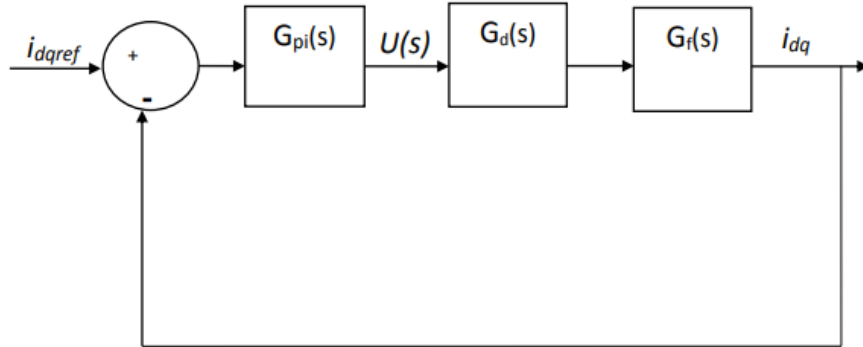 i_dqref
+
-
G_pi(s)
U(s)
G_d(s)
G_f(s)
i_dq